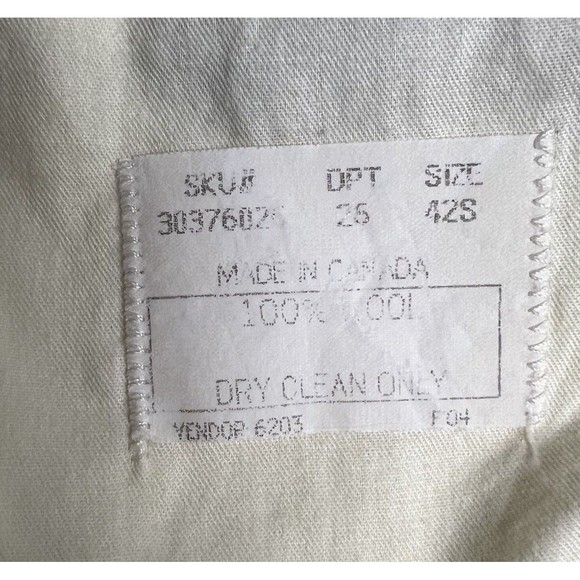 SKU# DPT SIZE
26 42S
MADE IN CANADA
100% WOOL
DRY CLEAN ONLY
VENDOR 6203 F04